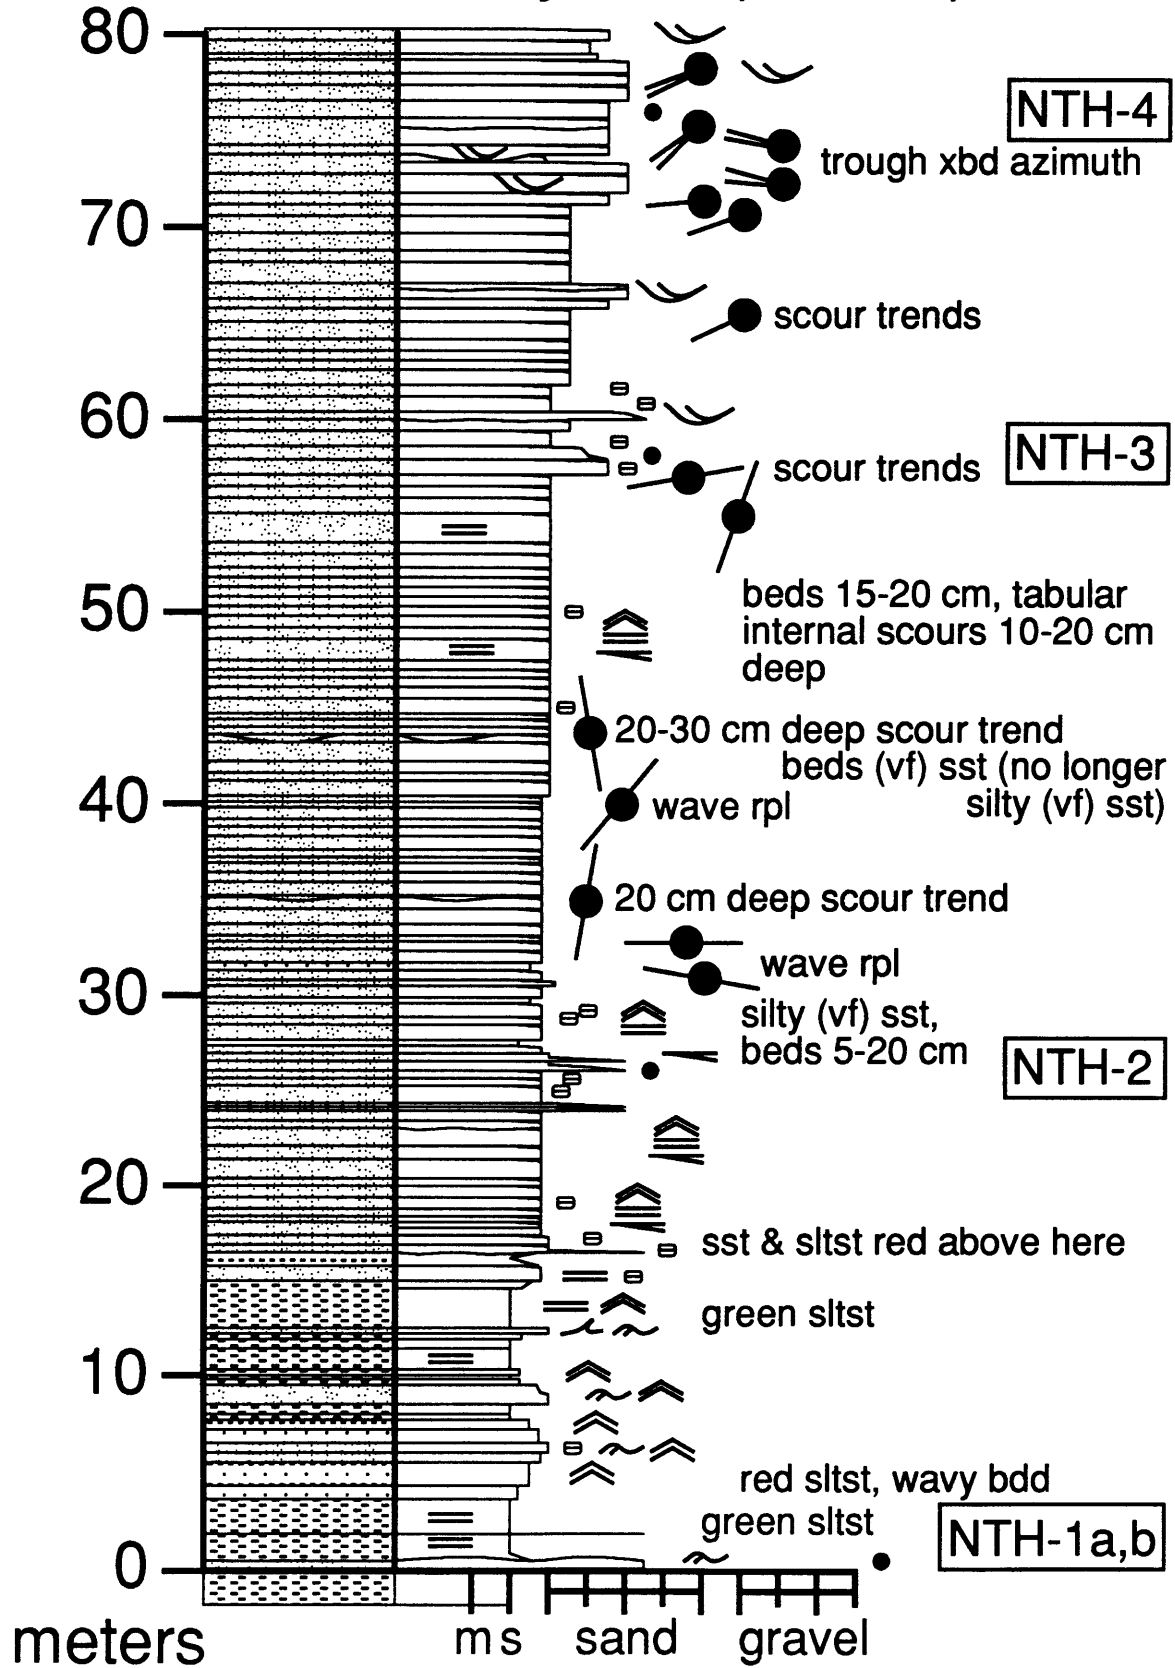 80
NTH-4
trough xbd azimuth
70
scour trends
60
NTH-3
scour trends
50
beds 15-20 cm, tabular
internal scours 10-20 cm
deep
20-30 cm deep scour trend
beds (vf) sst (no longer
silty (vf) sst)
40
wave rpl
20 cm deep scour trend
wave rpl
30
silty (vf) sst,
beds 5-20 cm
NTH-2
20
sst & sltst red above here
green sltst
10
red sltst, wavy bdd
green sltst
NTH-1a,b
0
meters
m s sand gravel